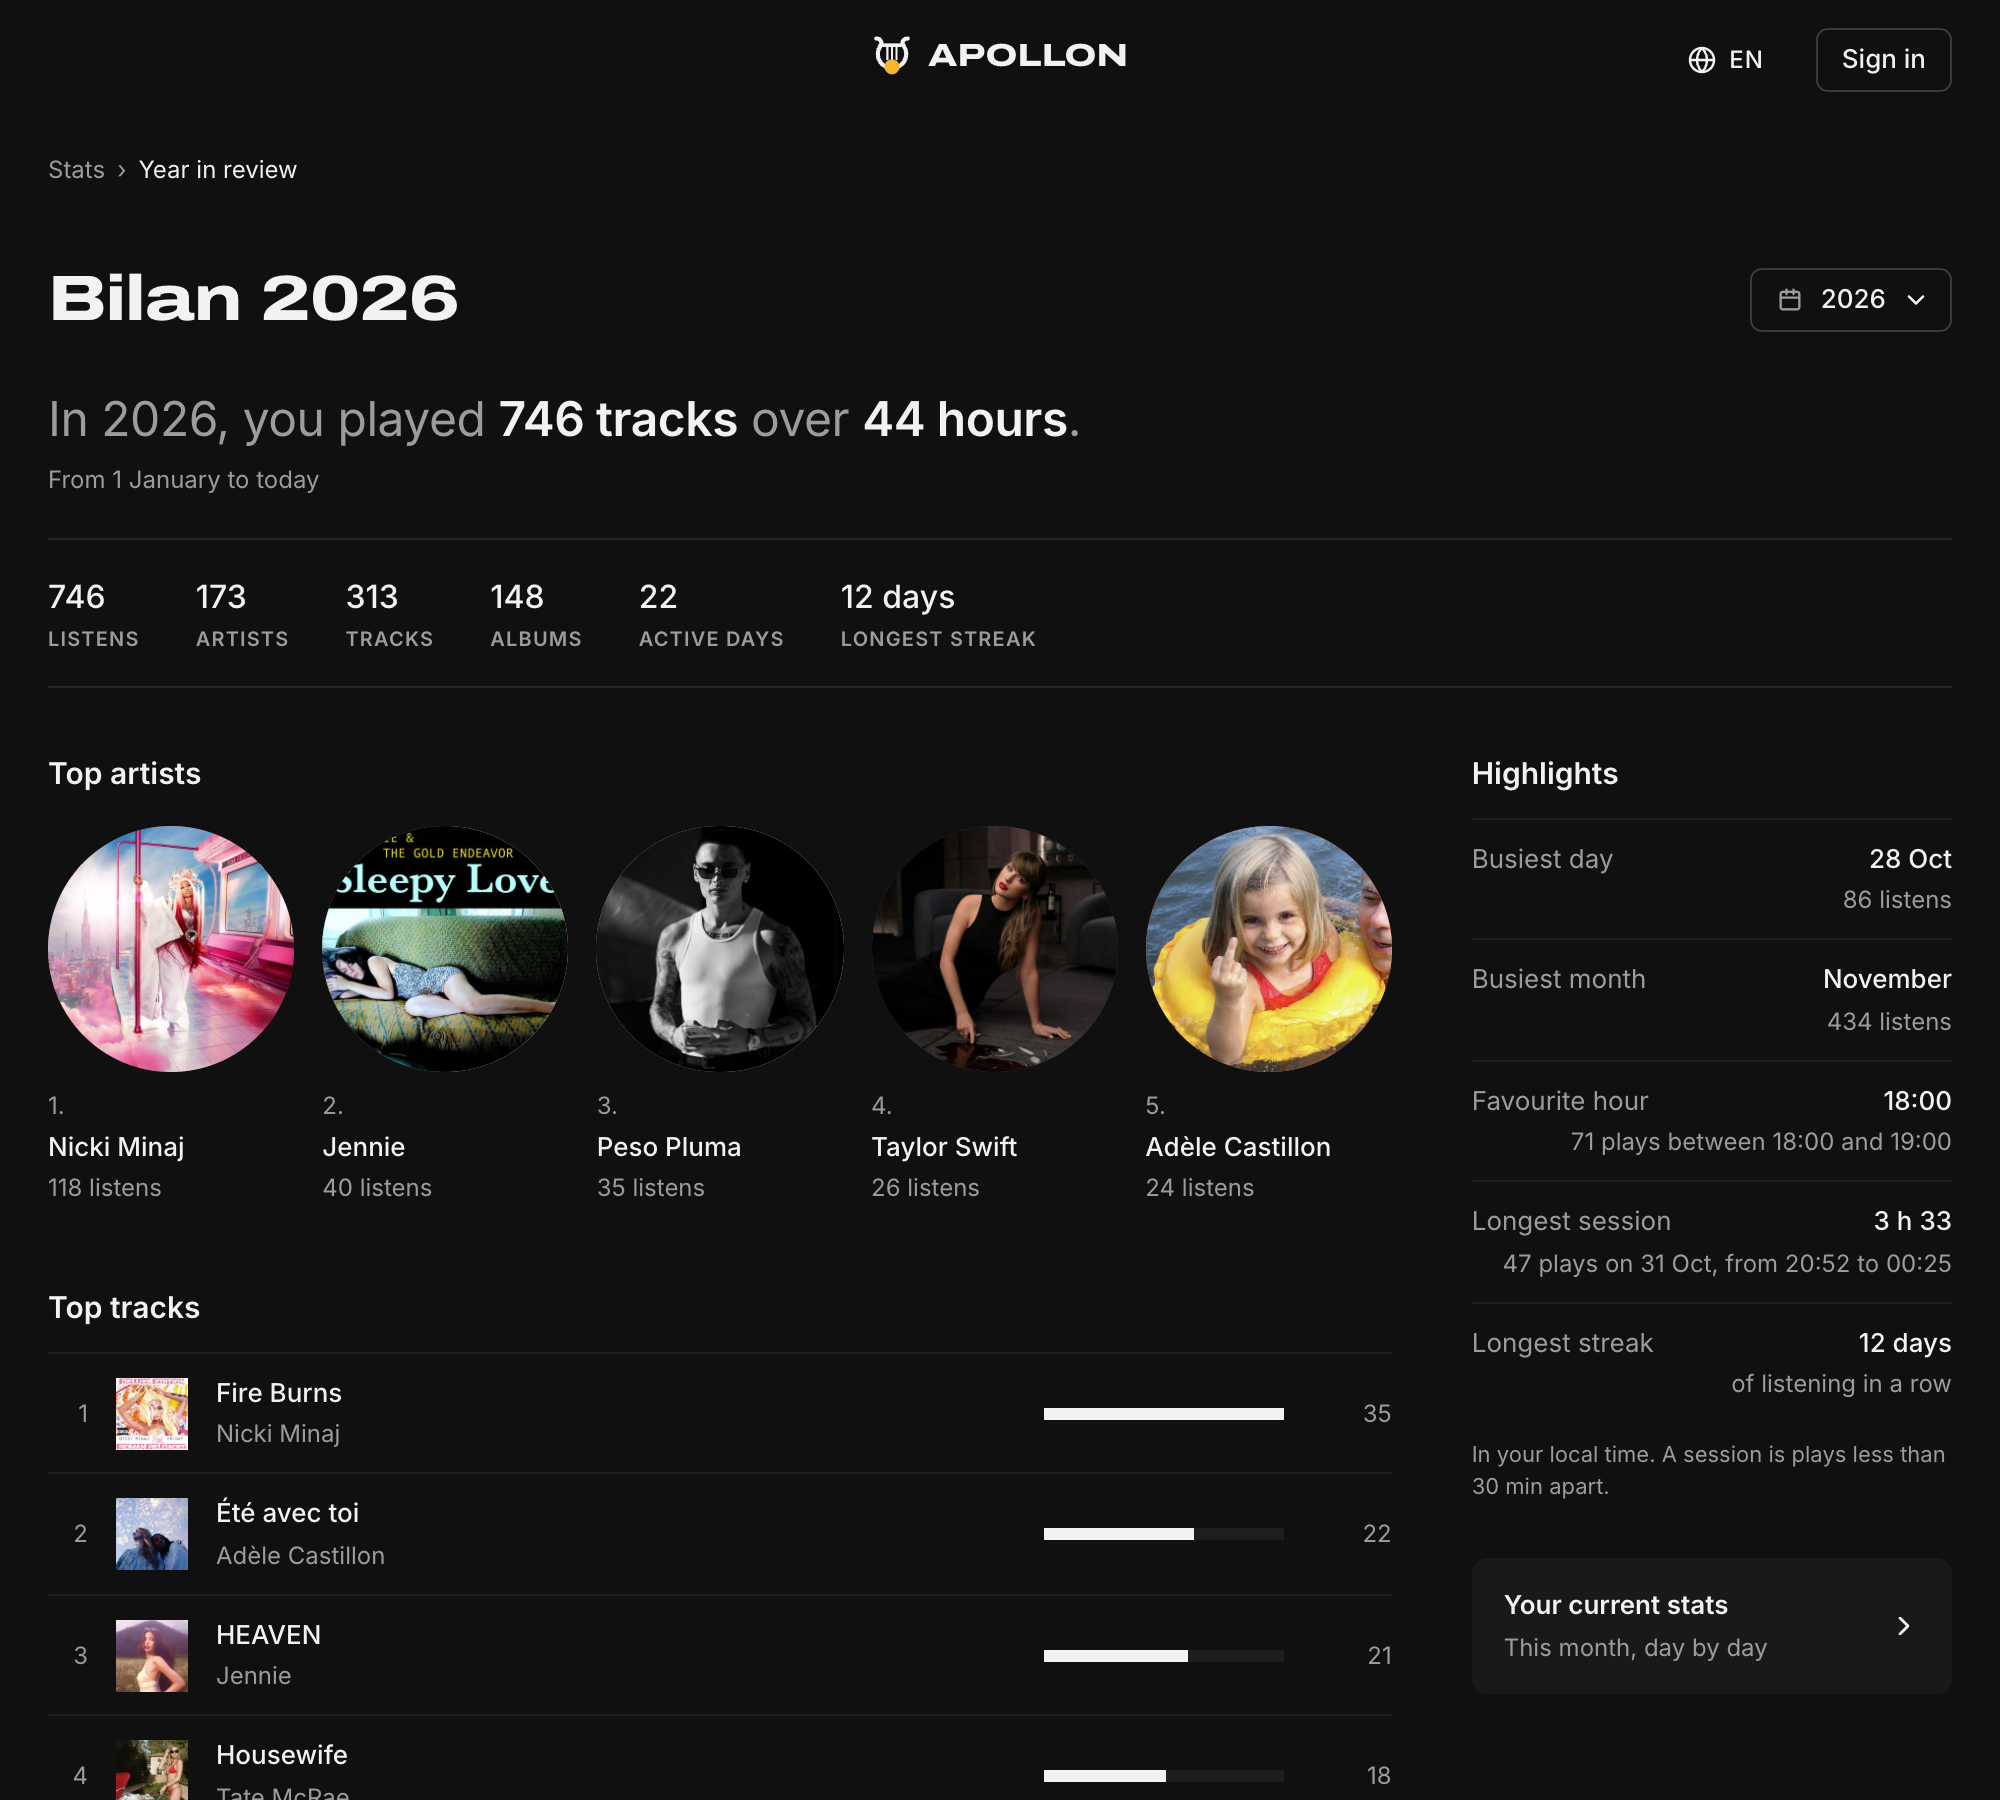 APOLLON
EN
Sign in
Stats › Year in review
Bilan 2026
2026
In 2026, you played 746 tracks over 44 hours.
From 1 January to today
746
LISTENS
173
ARTISTS
313
TRACKS
148
ALBUMS
22
ACTIVE DAYS
12 days
LONGEST STREAK
Top artists
THE GOLD ENDEAVOR
Sleepy Love
1.
Nicki Minaj
118 listens
2.
Jennie
40 listens
3.
Peso Pluma
35 listens
4.
Taylor Swift
26 listens
5.
Adèle Castillon
24 listens
Top tracks
1
Fire Burns
Nicki Minaj
35
2
Été avec toi
Adèle Castillon
22
3
HEAVEN
Jennie
21
4
Housewife
Tate McRae
18
Highlights
Busiest day
28 Oct
86 listens
Busiest month
November
434 listens
Favourite hour
18:00
71 plays between 18:00 and 19:00
Longest session
3 h 33
47 plays on 31 Oct, from 20:52 to 00:25
Longest streak
12 days
of listening in a row
In your local time. A session is plays less than
30 min apart.
Your current stats
This month, day by day